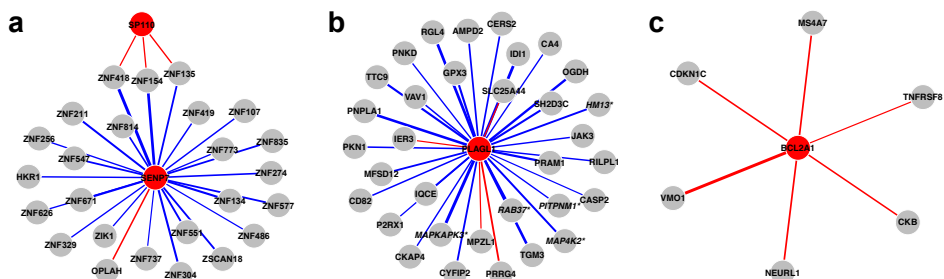 a
b
c
SP110
ZNF418
ZNF154
ZNF135
ZNF211
ZNF419
ZNF107
ZNF814
ZNF256
ZNF835
ZNF547
ZNF773
HKR1
SENP7
ZNF274
ZNF671
ZNF134
ZNF577
ZNF626
ZIK1
ZNF551
ZNF486
ZNF329
OPLAH
ZNF737
ZNF304
ZSCAN18
RGL4
AMPD2
CERS2
PNKD
IDI1
CA4
TTC9
GPX3
SLC25A44
OGDH
PNPLA1
VAV1
SH2D3C
HM13*
PKN1
IER3
PLAGL1
JAK3
MFSD12
PRAM1
RILPL1
CD82
IQCE
PITPNM1*
CASP2
P2RX1
RAB37*
MAPKAPK3*
MPZL1
MAP4K2*
CKAP4
TGM3
CYFIP2
PRRG4
MS4A7
CDKN1C
TNFRSF8
BCL2A1
VMO1
CKB
NEURL1